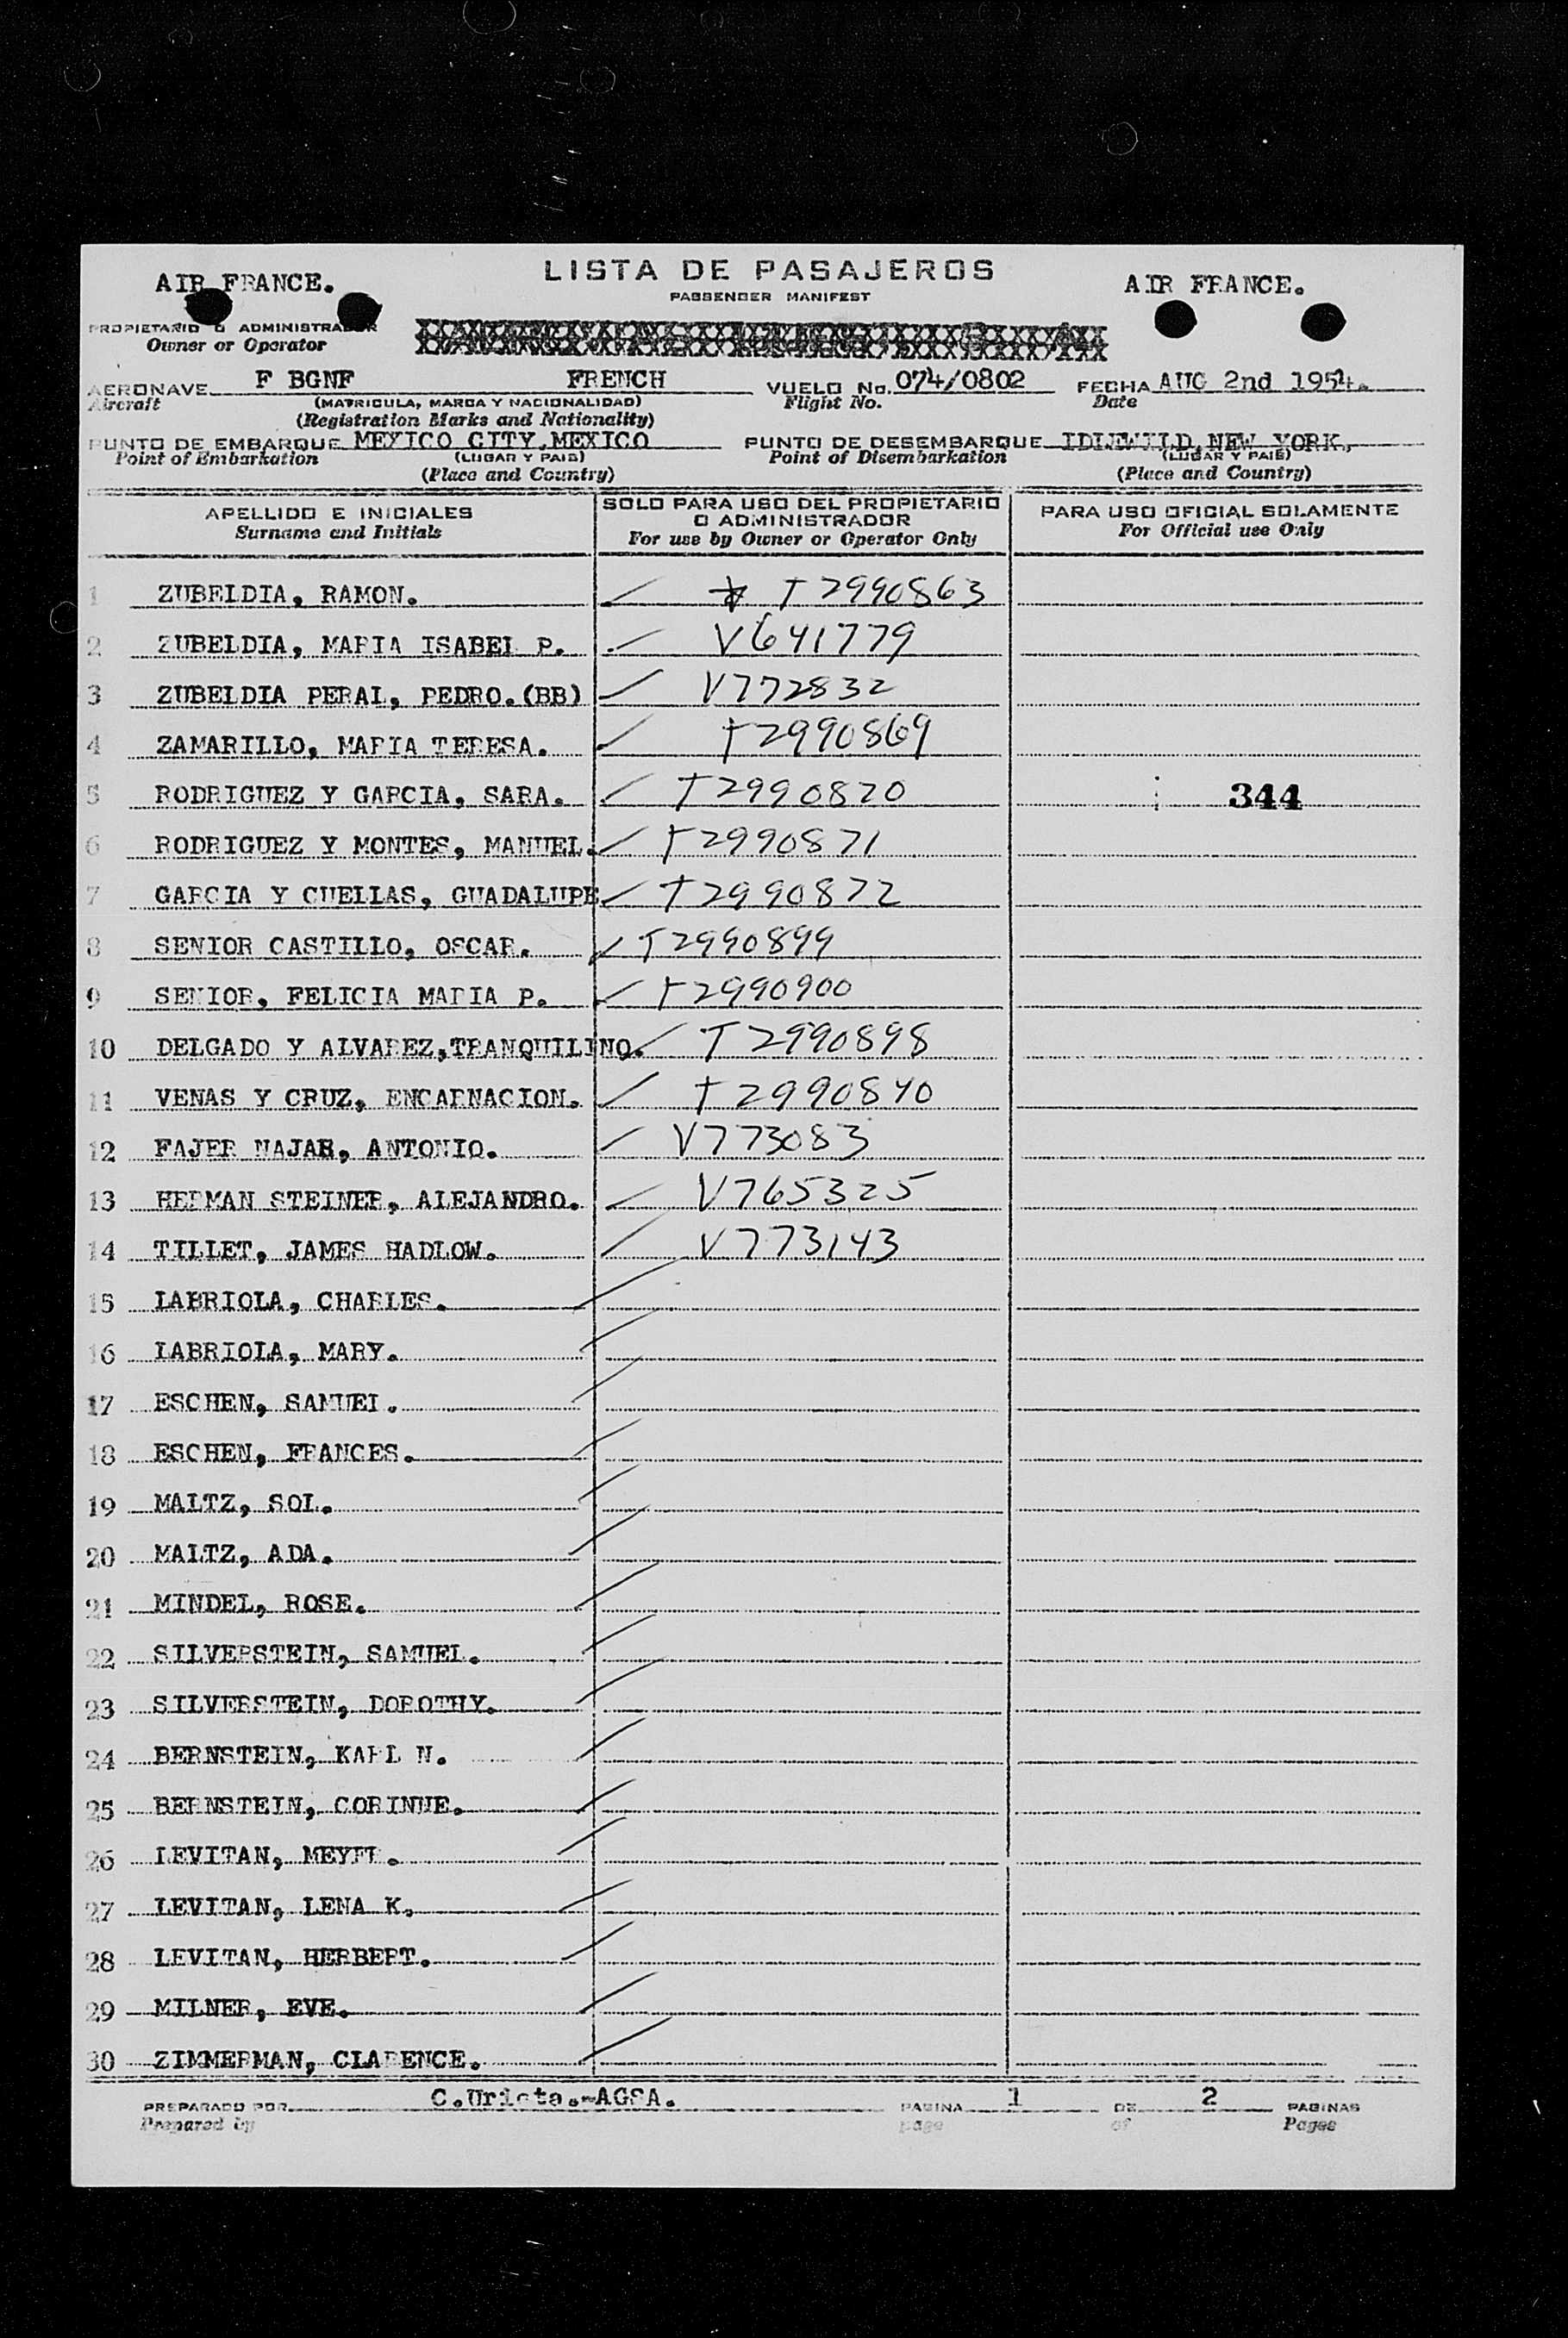 AIR FRANCE.
LISTA DE PASAJEROS
PASSENGER MANIFEST
AIR FRANCE.
PROPIETARIO O ADMINISTRADOR
Owner or Operator
AERONAVE F BGNF FRENCH VUELO No. 074/0802 FECHA AUG 2nd 1954.
Aircraft (MATRICULA, MARCA Y NACIONALIDAD) Flight No. Date
(Registration Marks and Nationality)
PUNTO DE EMBARQUE MEXICO CITY,MEXICO PUNTO DE DESEMBARQUE IDLEWILD,NEW YORK,
Point of Embarkation (LUGAR Y PAIS) Point of Disembarkation (LUGAR Y PAIS)
(Place and Country) (Place and Country)
APELLIDO E INICIALES
Surname and Initials
SOLO PARA USO DEL PROPIETARIO
O ADMINISTRADOR
For use by Owner or Operator Only
PARA USO OFICIAL SOLAMENTE
For Official use Only
1 ZUBELDIA, RAMON. T2990863
2 ZUBELDIA, MARIA ISABEL P. V641779
3 ZUBELDIA PERAL, PEDRO.(BB) V772832
4 ZAMARILLO, MARIA TERESA. T2990869
5 RODRIGUEZ Y GARCIA, SARA. T2990870 344
6 RODRIGUEZ Y MONTES, MANUEL. T2990871
7 GARCIA Y CUELLAS, GUADALUPE T2990872
8 SENIOR CASTILLO, OSCAR. T2990899
9 SENIOR, FELICIA MARIA P. T2990900
10 DELGADO Y ALVAREZ,TRANQUILINO. T2990898
11 VENAS Y CRUZ, ENCARNACION. T2990840
12 FAJER NAJAR, ANTONIO. V773083
13 HERMAN STEINER, ALEJANDRO. V765325
14 TILLET, JAMES HADLOW. V773143
15 LABRIOLA, CHARLES.
16 LABRIOLA, MARY.
17 ESCHEN, SAMUEL.
18 ESCHEN, FRANCES.
19 MALTZ, SOL.
20 MALTZ, ADA.
21 MINDEL, ROSE.
22 SILVERSTEIN, SAMUEL.
23 SILVERSTEIN, DOROTHY.
24 BERNSTEIN, KARL N.
25 BERNSTEIN, CORINNE.
26 LEVITAN, MEYER.
27 LEVITAN, LENA K.
28 LEVITAN, HERBERT.
29 MILNER, EVE.
30 ZIMMERMAN, CLARENCE.
PREPARADO POR C.Urista.-AGSA. PAGINA 1 DE 2 PAGINAS
Prepared by page of Pages